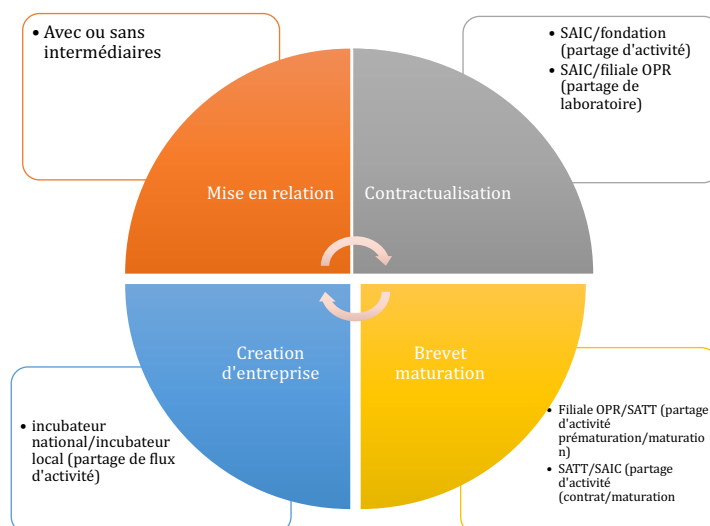 • Avec ou sans
intermédiaires
• SAIC/fondation
(partage d'activité)
• SAIC/filiale OPR
(partage de
laboratoire)
Mise en relation
Contractualisation
Creation
d'entreprise
Brevet
maturation
• incubateur
national/incubateur
local (partage de flux
d'activité)
• Filiale OPR/SATT (partage
d'activité
prématuration/maturatio
n)
• SATT/SAIC (partage
d'activité
(contrat/maturation